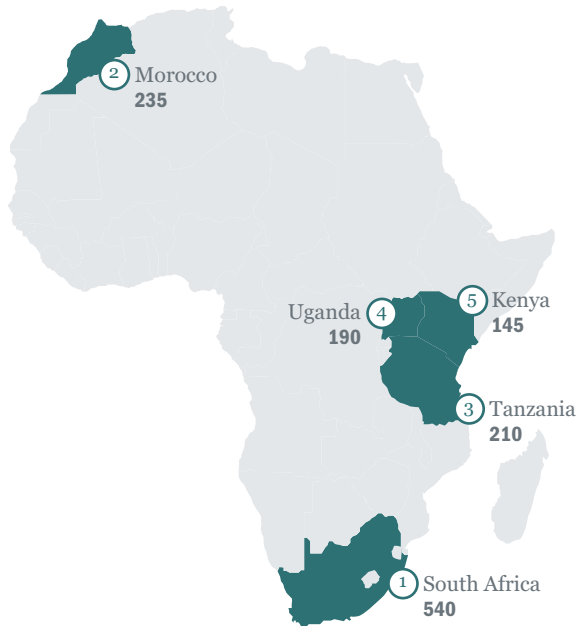 2 Morocco
235
5 Kenya
145
Uganda 4
190
3 Tanzania
210
1 South Africa
540